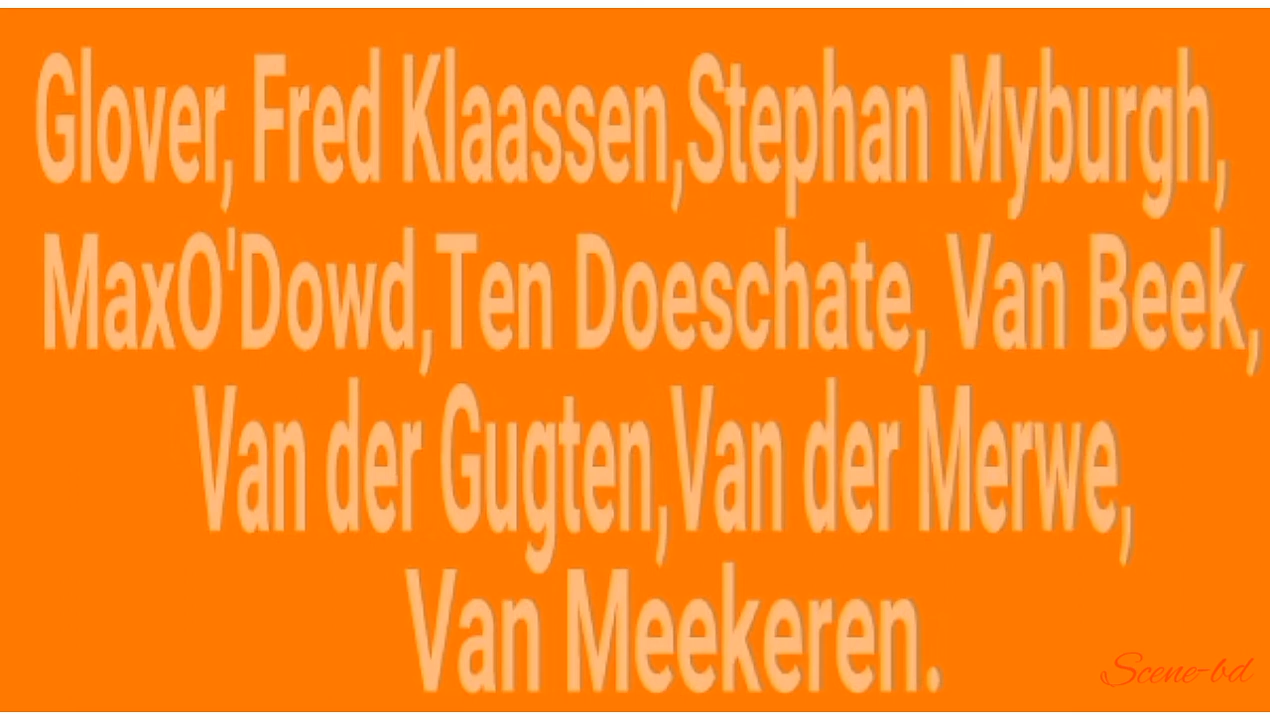 Glover, Fred Klaassen,Stephan Myburgh,
MaxO'Dowd,Ten Doeschate, Van Beek,
Van der Gugten,Van der Merwe,
Van Meekeren.
Scene-bd